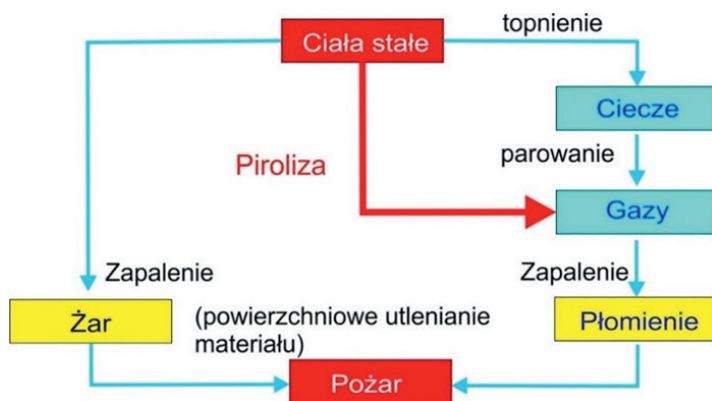 topnienie
Ciała stałe
Ciecze
parowanie
Piroliza
Gazy
Zapalenie
Zapalenie
Żar
(powierzchniowe utlenianie
materiału)
Płomienie
Pożar